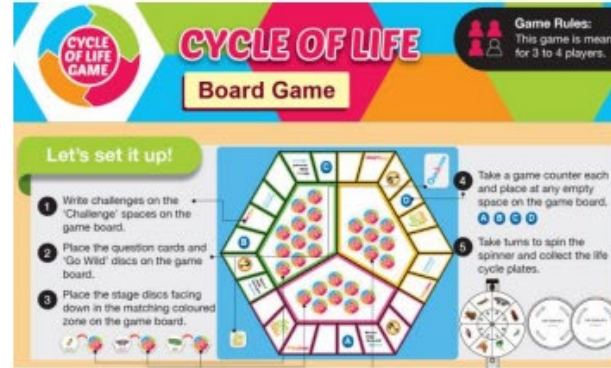 CYCLE
OF LIFE
GAME
CYCLE OF LIFE
Board Game
Game Rules:
This game is mean
for 3 to 4 players.
Let's set it up!
1 Write challenges on the
'Challenge' spaces on the
game board.
2 Place the question cards and
'Go Wild' discs on the game
board.
3 Place the stage discs facing
down in the matching coloured
zone on the game board.
C
D
B
A
4 Take a game counter each
and place at any empty
space on the game board.
A B C D
5 Take turns to spin the
spinner and collect the life
cycle plates.